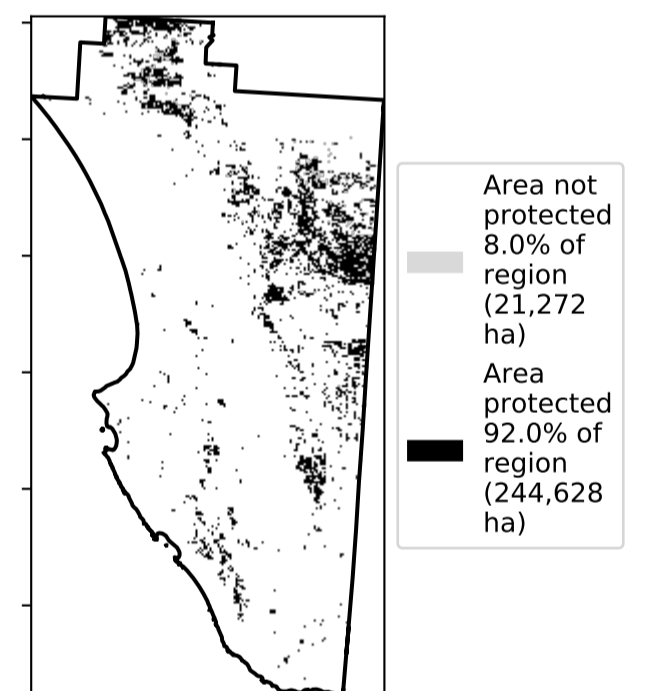 Area not
protected
8.0% of
region
(21,272
ha)
Area
protected
92.0% of
region
(244,628
ha)